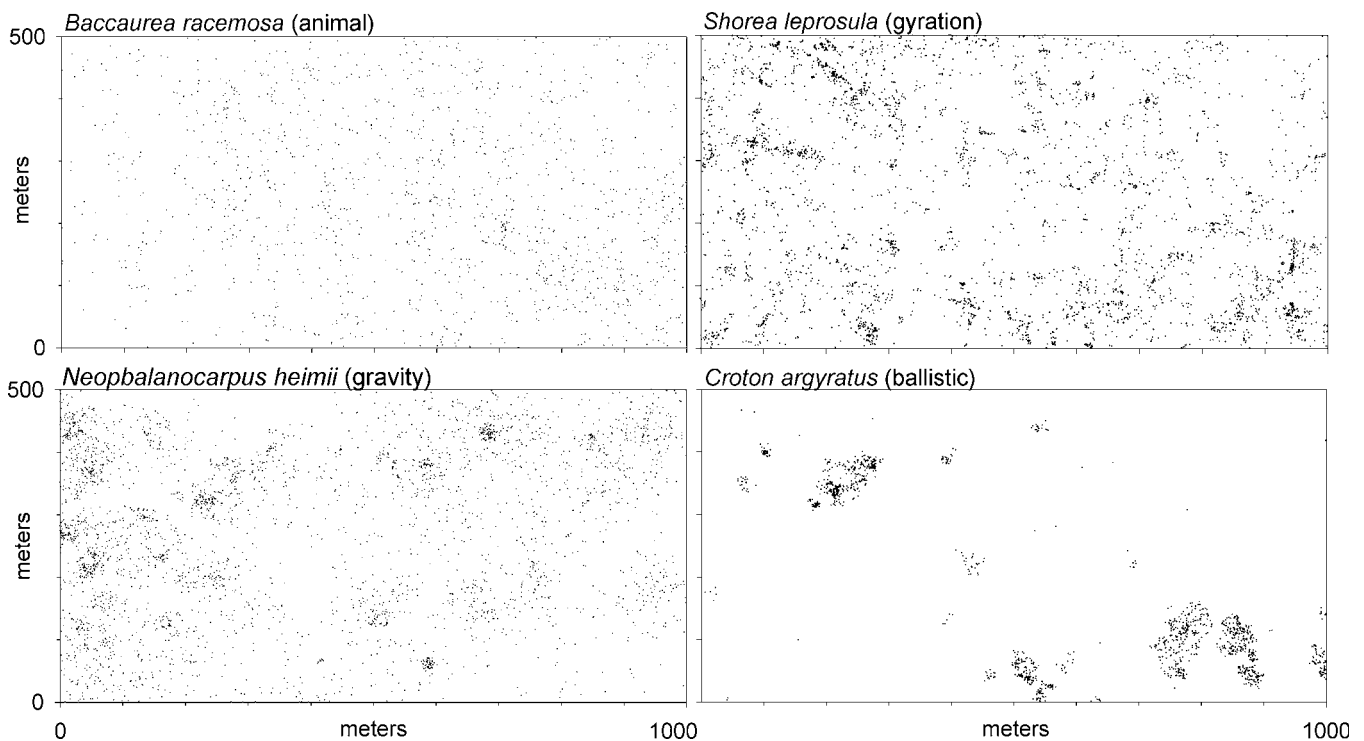 Baccaurea racemosa (animal)
Shorea leprosula (gyration)
500
meters
0
Neopbalanocarpus heimii (gravity)
Croton argyratus (ballistic)
500
meters
0
0 meters 1000
meters 1000